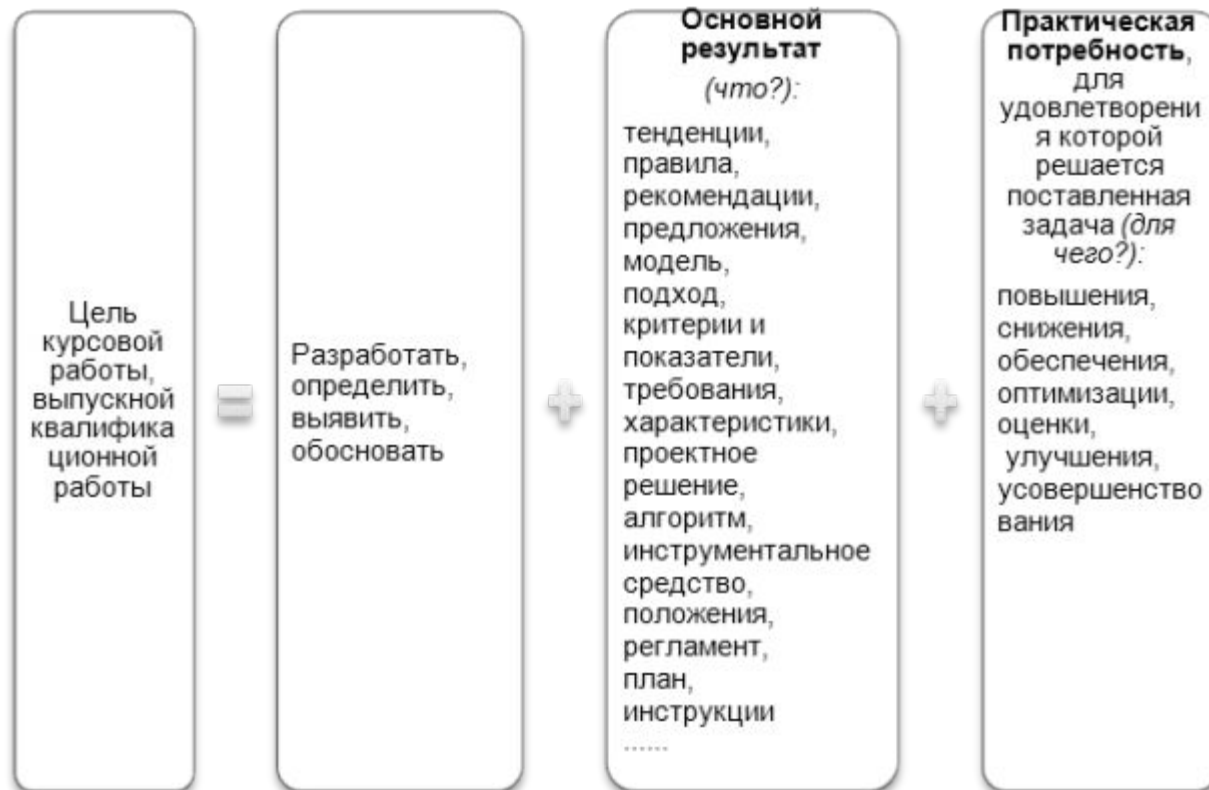 Цель
курсовой
работы,
выпускной
квалифика
ционной
работы
=
Разработать,
определить,
выявить,
обосновать
+
Основной
результат
(что?):
тенденции,
правила,
рекомендации,
предложения,
модель,
подход,
критерии и
показатели,
требования,
характеристики,
проектное
решение,
алгоритм,
инструментальное
средство,
положения,
регламент,
план,
инструкции
......
+
Практическая
потребность,
для
удовлетворени
я которой
решается
поставленная
задача (для
чего?):
повышения,
снижения,
обеспечения,
оптимизации,
оценки,
улучшения,
усовершенство
вания